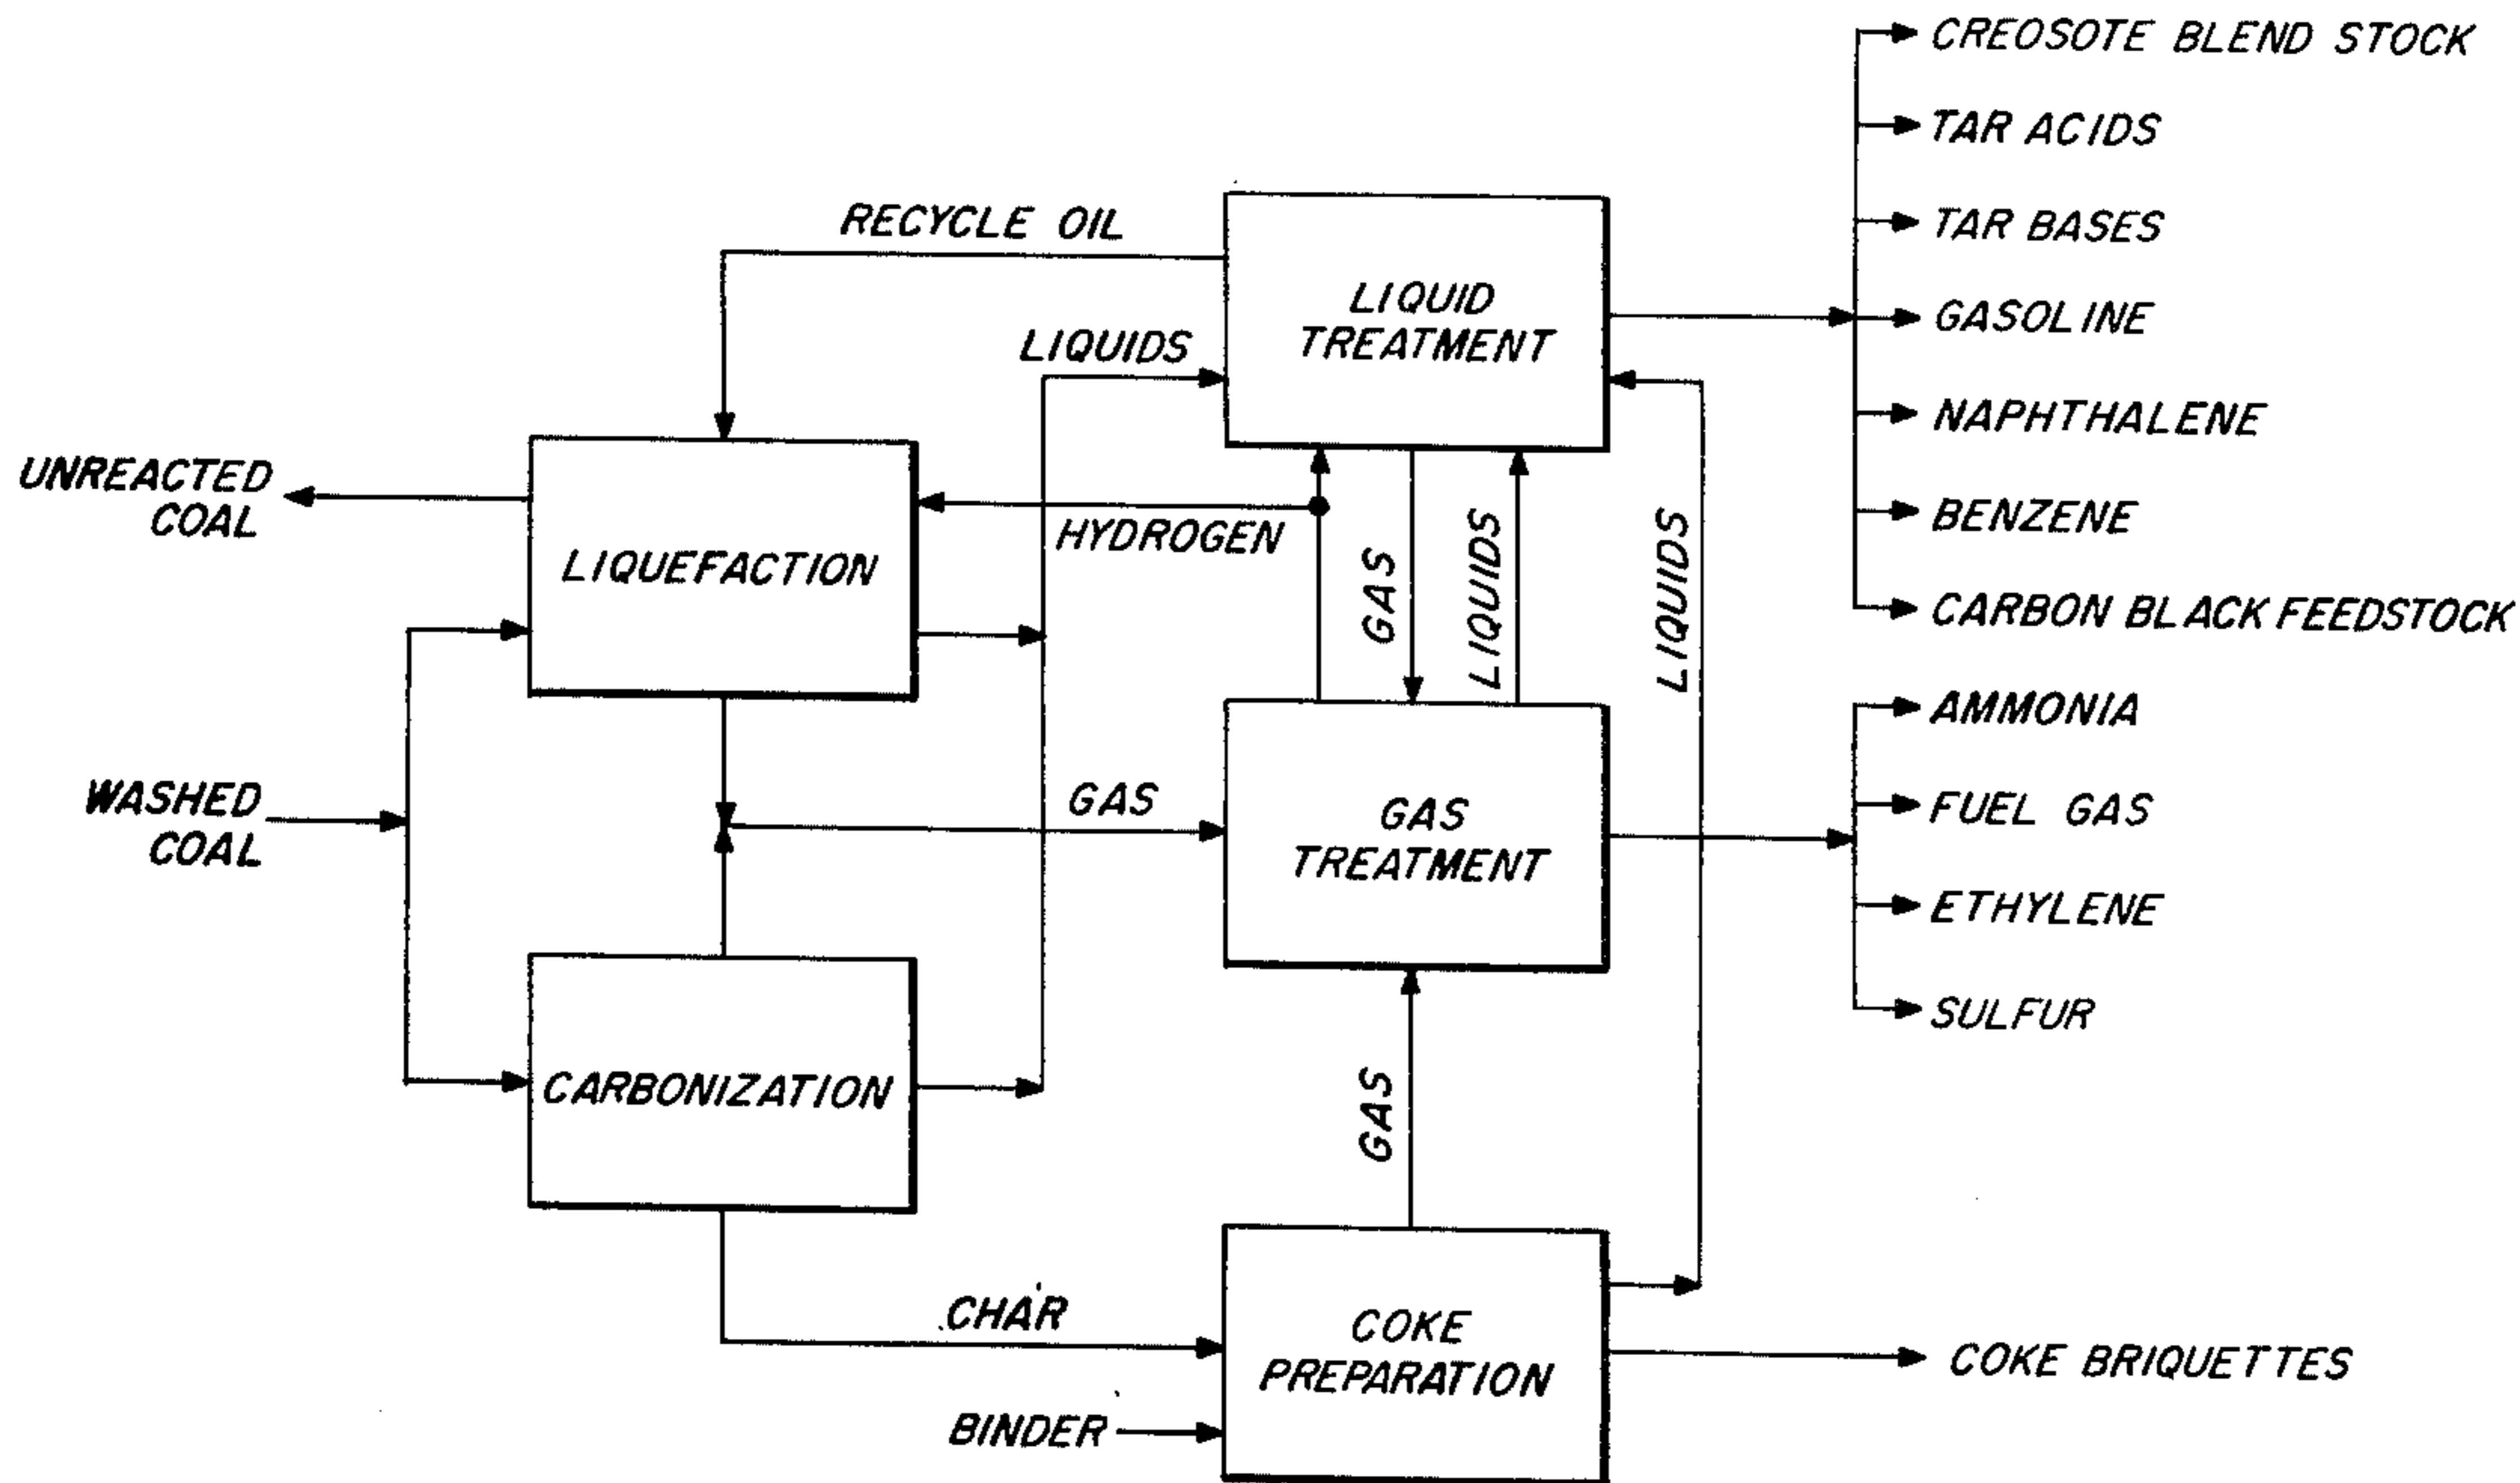 CREOSOTE BLEND STOCK
TAR ACIDS
TAR BASES
GASOLINE
NAPHTHALENE
BENZENE
CARBON BLACK FEEDSTOCK
RECYCLE OIL
LIQUID
TREATMENT
LIQUIDS
UNREACTED
COAL
LIQUEFACTION
HYDROGEN
GAS
LIQUIDS
LIQUIDS
AMMONIA
FUEL GAS
ETHYLENE
SULFUR
WASHED
COAL
GAS
GAS
TREATMENT
CARBONIZATION
GAS
CHAR
COKE
PREPARATION
BINDER
COKE BRIQUETTES